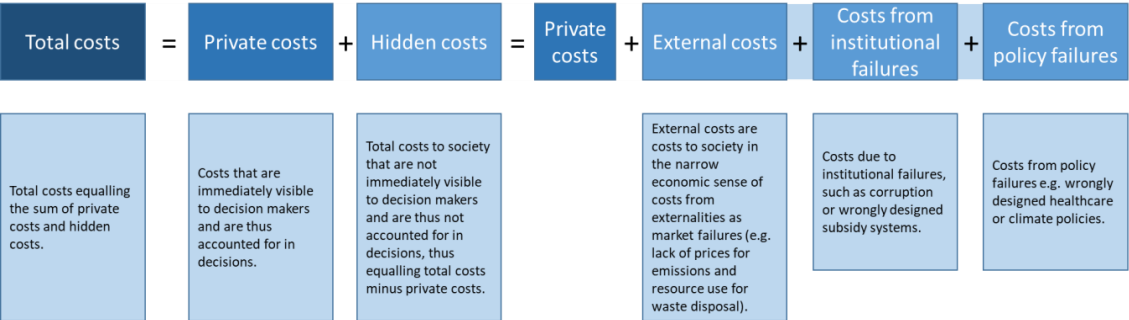 Total costs
=
Private costs
+
Hidden costs
=
Private
costs
+
External costs
+
Costs from
institutional
failures
+
Costs from
policy failures
Total costs equalling
the sum of private
costs and hidden
costs.
Costs that are
immediately visible
to decision makers
and are thus
accounted for in
decisions.
Total costs to society
that are not
immediately visible
to decision makers
and are thus not
accounted for in
decisions, thus
equalling total costs
minus private costs.
External costs are
costs to society in
the narrow
economic sense of
costs from
externalities as
market failures (e.g.
lack of prices for
emissions and
resource use for
waste disposal).
Costs due to
institutional failures,
such as corruption
or wrongly designed
subsidy systems.
Costs from policy
failures e.g. wrongly
designed healthcare
or climate policies.